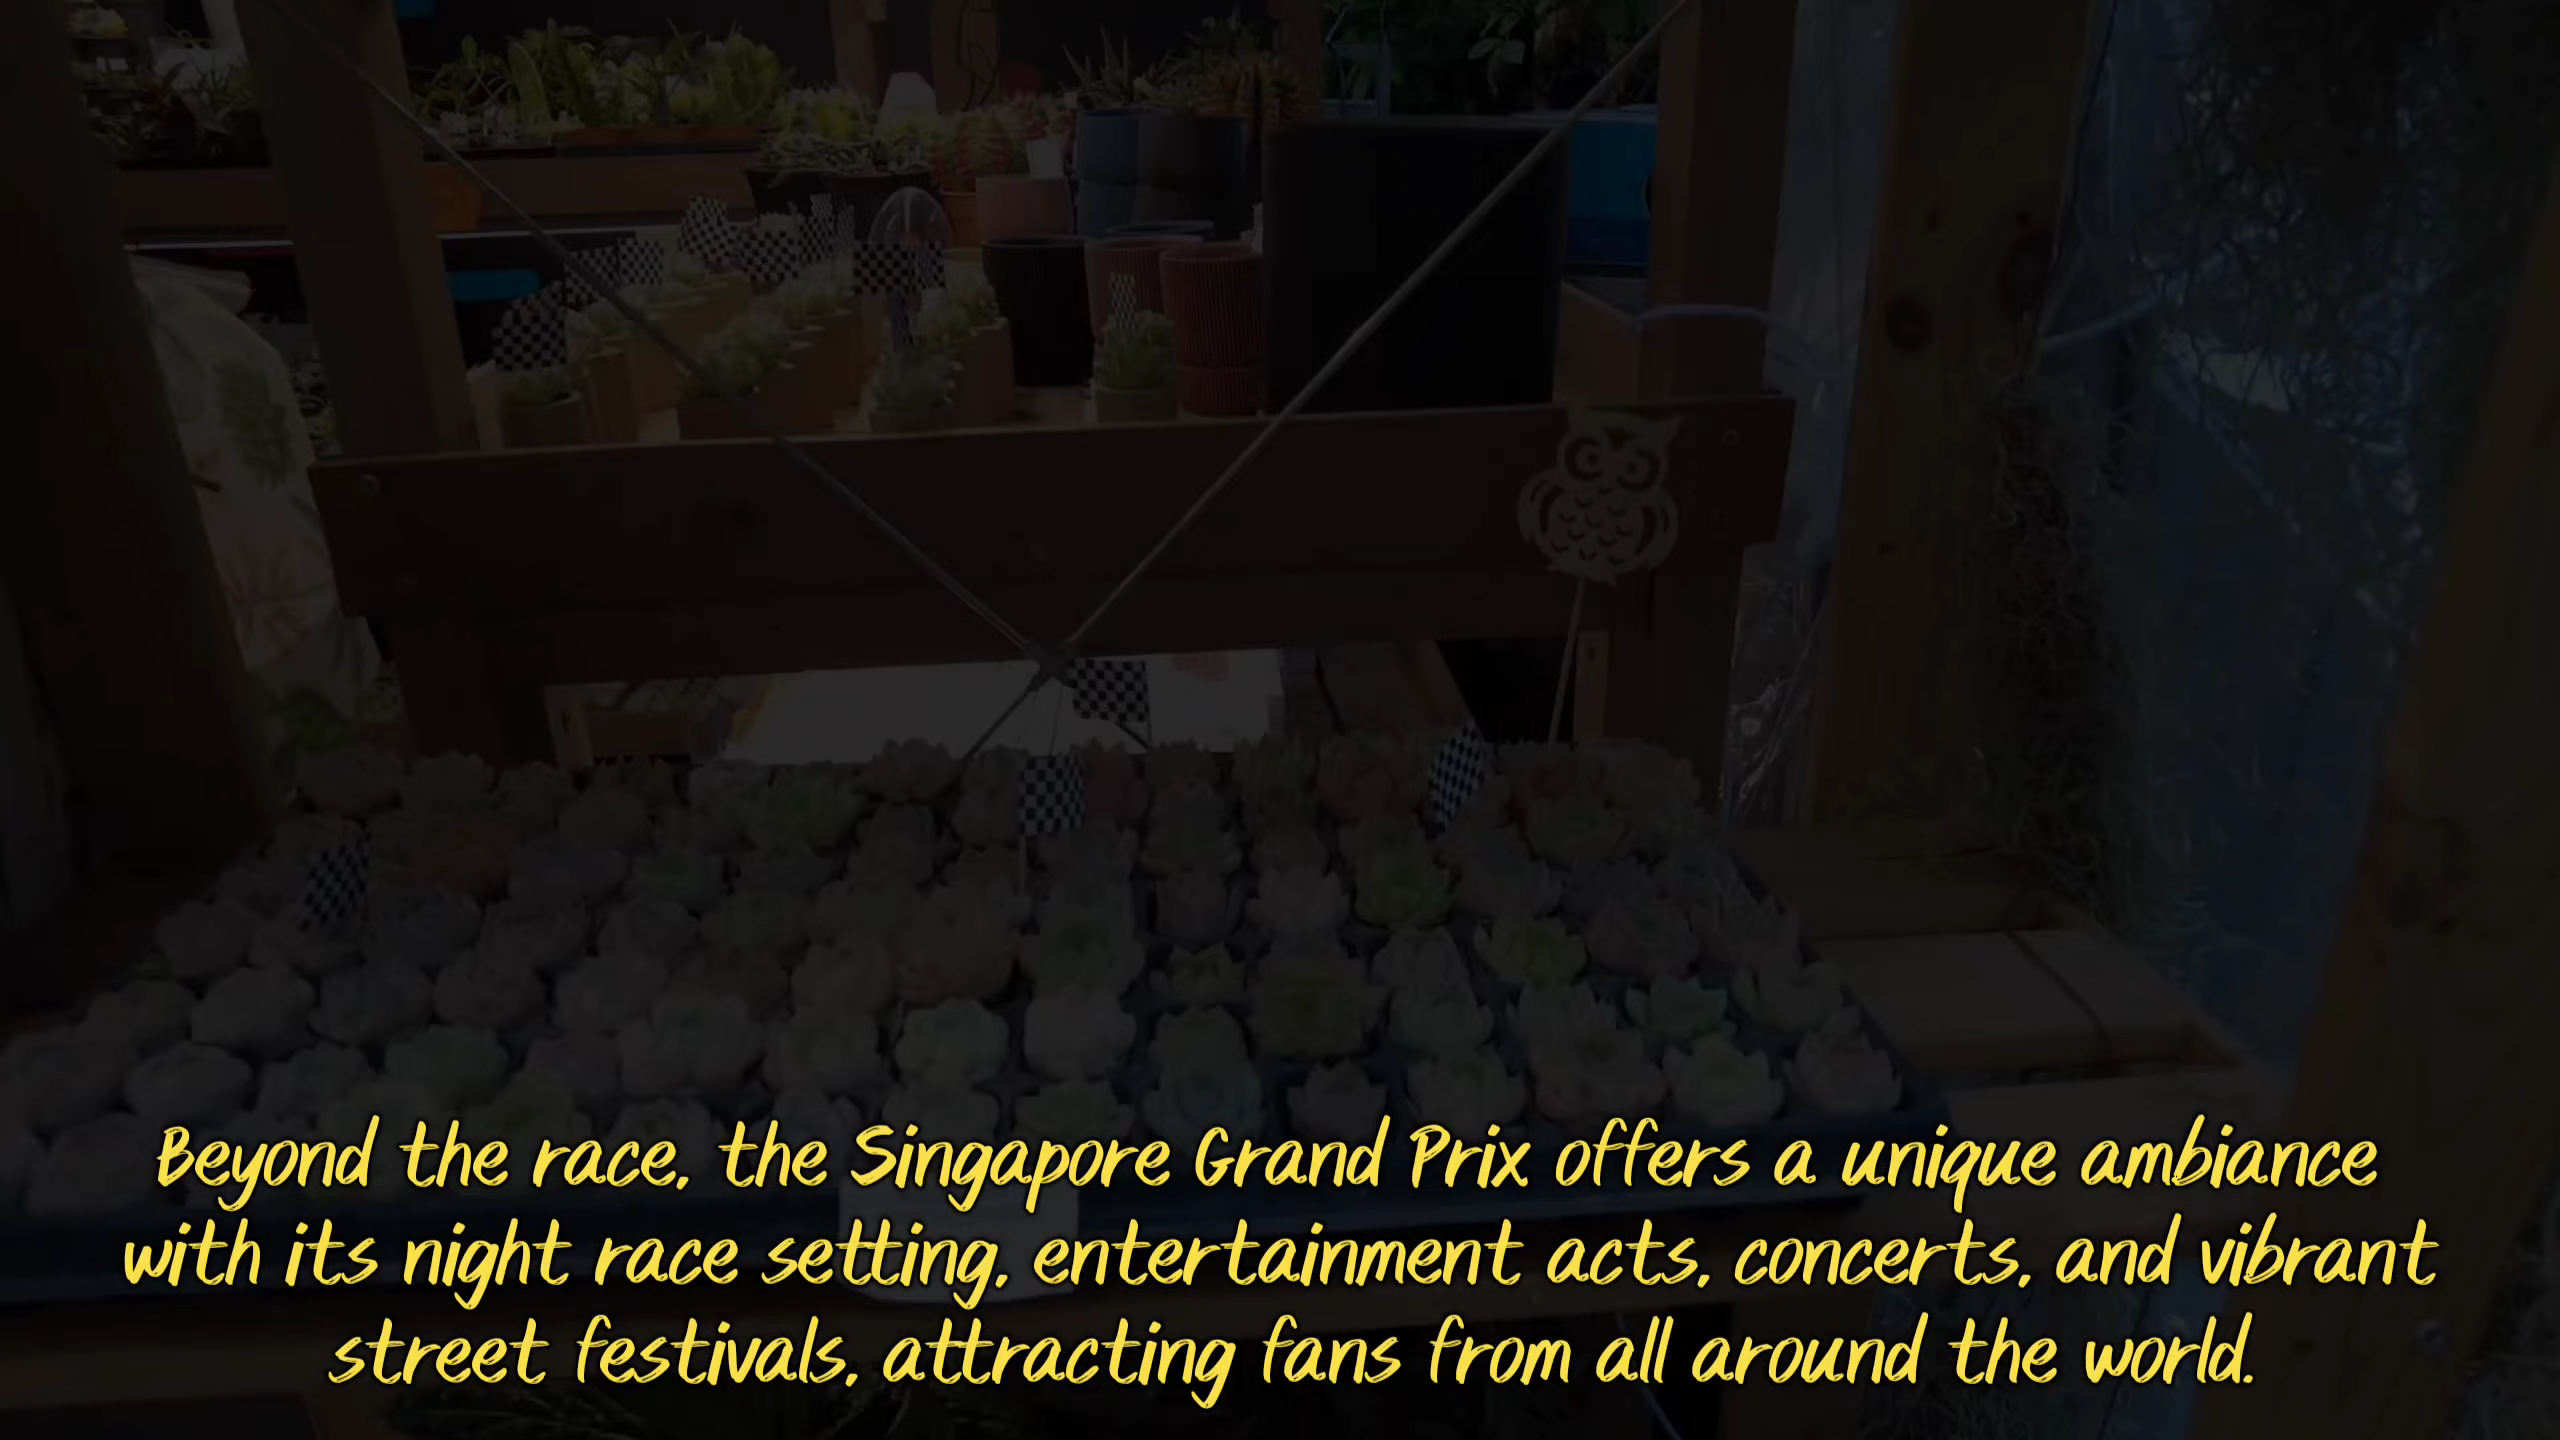 Beyond the race, the Singapore Grand Prix offers a unique ambiance
with its night race setting, entertainment acts, concerts, and vibrant
street festivals, attracting fans from all around the world.